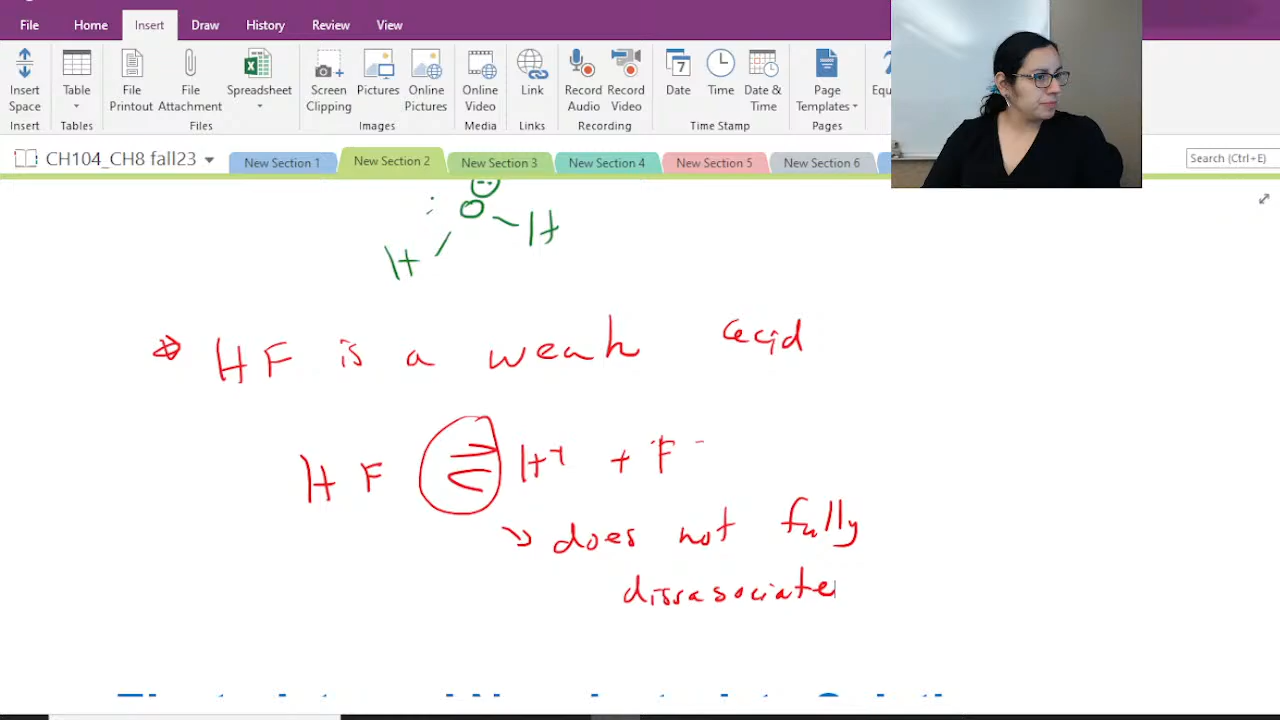 File Home Insert Draw History Review View
Insert Space Table File Printout File Attachment Spreadsheet Screen Clipping Pictures Online Pictures Online Video Link Record Audio Record Video Date Time Date & Time Page Templates
Insert Tables Files Images Media Links Recording Time Stamp Pages
CH104_CH8 fall23 New Section 1 New Section 2 New Section 3 New Section 4 New Section 5 New Section 6 Search (Ctrl+E)
O
H H
HF is a weak acid
HF ⇌ H+ + F-
↘ does not fully
dissasociate